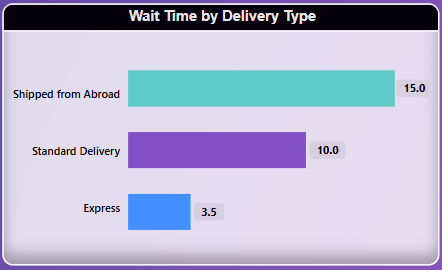 Wait Time by Delivery Type
Shipped from Abroad 15.0
Standard Delivery 10.0
Express 3.5